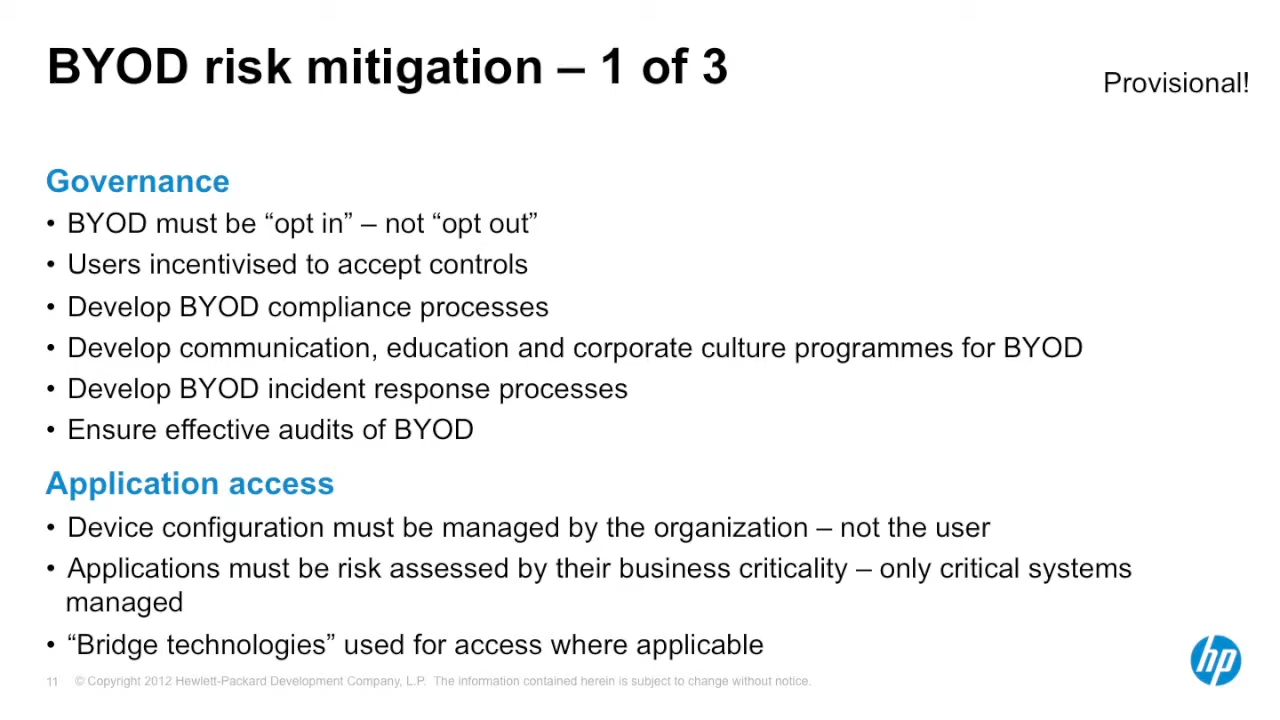 BYOD risk mitigation – 1 of 3
Provisional!
Governance
• BYOD must be “opt in” – not “opt out”
• Users incentivised to accept controls
• Develop BYOD compliance processes
• Develop communication, education and corporate culture programmes for BYOD
• Develop BYOD incident response processes
• Ensure effective audits of BYOD
Application access
• Device configuration must be managed by the organization – not the user
• Applications must be risk assessed by their business criticality – only critical systems
managed
• “Bridge technologies” used for access where applicable
hp
11 © Copyright 2012 Hewlett-Packard Development Company, L.P. The information contained herein is subject to change without notice.